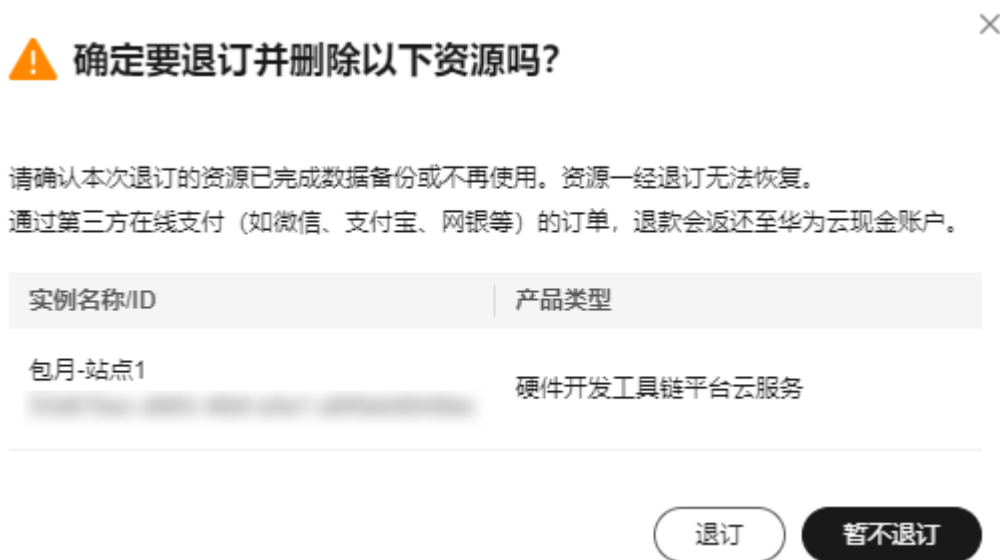 确定要退订并删除以下资源吗?
请确认本次退订的资源已完成数据备份或不再使用。资源一经退订无法恢复。
通过第三方在线支付（如微信、支付宝、网银等）的订单，退款会返还至华为云现金账户。
实例名称/ID
产品类型
包月-站点1
硬件开发工具链平台云服务
退订
暂不退订